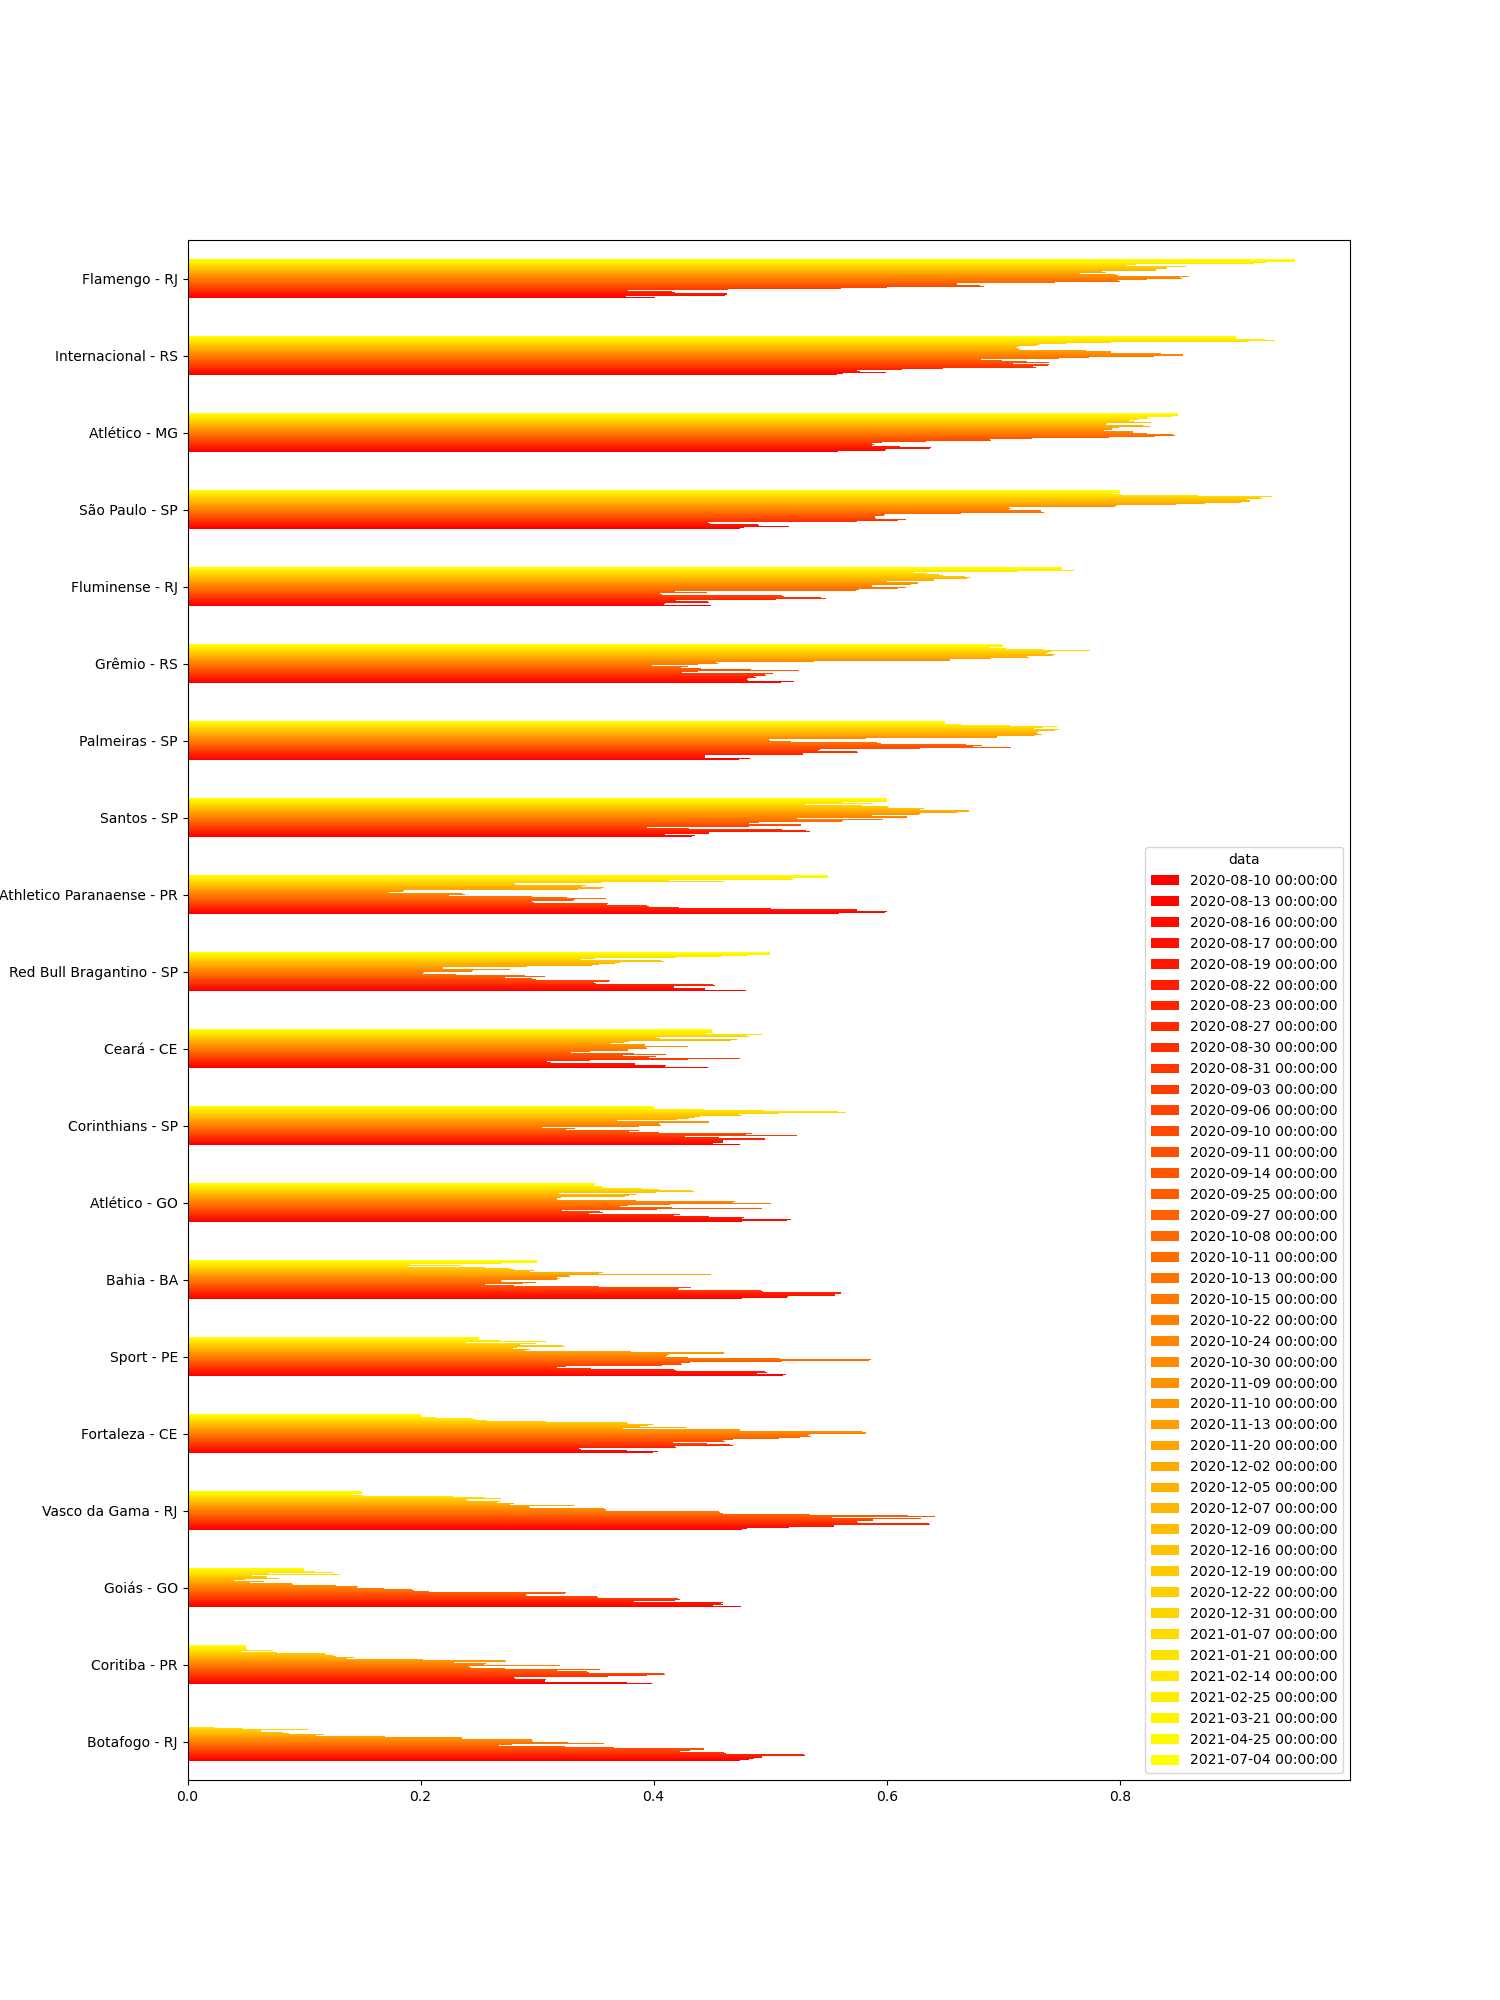 Flamengo - RJ
Internacional - RS
Atlético - MG
São Paulo - SP
Fluminense - RJ
Grêmio - RS
Palmeiras - SP
Santos - SP
Athletico Paranaense - PR
Red Bull Bragantino - SP
Ceará - CE
Corinthians - SP
Atlético - GO
Bahia - BA
Sport - PE
Fortaleza - CE
Vasco da Gama - RJ
Goiás - GO
Coritiba - PR
Botafogo - RJ
0.0 0.2 0.4 0.6 0.8
data
2020-08-10 00:00:00
2020-08-13 00:00:00
2020-08-16 00:00:00
2020-08-17 00:00:00
2020-08-19 00:00:00
2020-08-22 00:00:00
2020-08-23 00:00:00
2020-08-27 00:00:00
2020-08-30 00:00:00
2020-08-31 00:00:00
2020-09-03 00:00:00
2020-09-06 00:00:00
2020-09-10 00:00:00
2020-09-11 00:00:00
2020-09-14 00:00:00
2020-09-25 00:00:00
2020-09-27 00:00:00
2020-10-08 00:00:00
2020-10-11 00:00:00
2020-10-13 00:00:00
2020-10-15 00:00:00
2020-10-22 00:00:00
2020-10-24 00:00:00
2020-10-30 00:00:00
2020-11-09 00:00:00
2020-11-10 00:00:00
2020-11-13 00:00:00
2020-11-20 00:00:00
2020-12-02 00:00:00
2020-12-05 00:00:00
2020-12-07 00:00:00
2020-12-09 00:00:00
2020-12-16 00:00:00
2020-12-19 00:00:00
2020-12-22 00:00:00
2020-12-31 00:00:00
2021-01-07 00:00:00
2021-01-21 00:00:00
2021-02-14 00:00:00
2021-02-25 00:00:00
2021-03-21 00:00:00
2021-04-25 00:00:00
2021-07-04 00:00:00